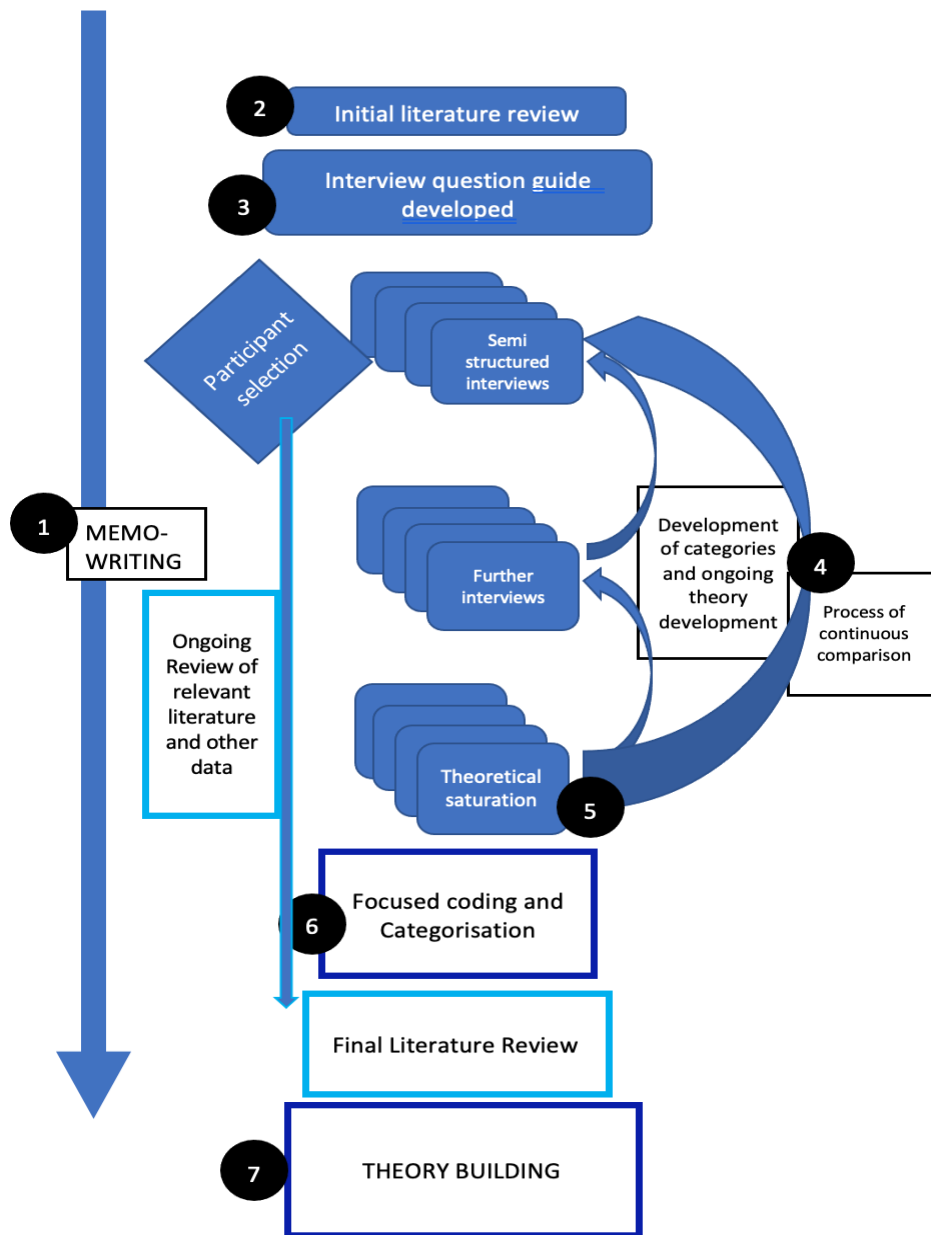 2
Initial literature review
3
Interview question guide
developed
Participant
selection
Semi
structured
interviews
1
MEMO-
WRITING
Further
interviews
Development
of categories
and ongoing
theory
development
4
Process of
continuous
comparison
Ongoing
Review of
relevant
literature
and other
data
Theoretical
saturation
5
6
Focused coding and
Categorisation
Final Literature Review
7
THEORY BUILDING